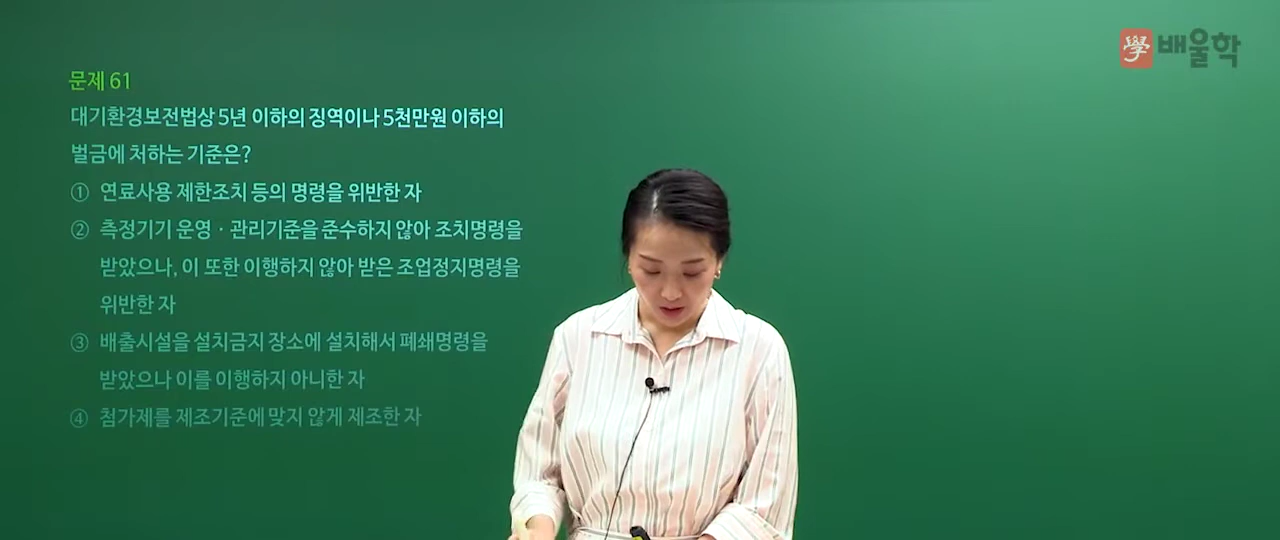 學 배울학
문제 61
대기환경보전법상 5년 이하의 징역이나 5천만원 이하의
벌금에 처하는 기준은?
① 연료사용 제한조치 등의 명령을 위반한 자
② 측정기기 운영·관리기준을 준수하지 않아 조치명령을
받았으나, 이 또한 이행하지 않아 받은 조업정지명령을
위반한 자
③ 배출시설을 설치금지 장소에 설치해서 폐쇄명령을
받았으나 이를 이행하지 아니한 자
④ 첨가제를 제조기준에 맞지 않게 제조한 자